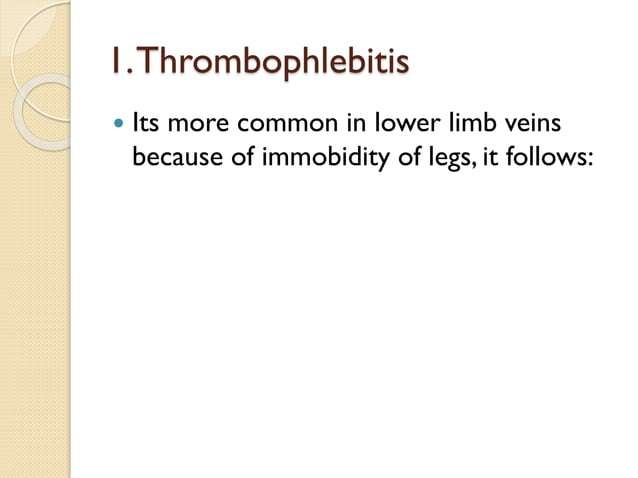 1. Thrombophlebitis
• Its more common in lower limb veins
because of immobidity of legs, it follows: